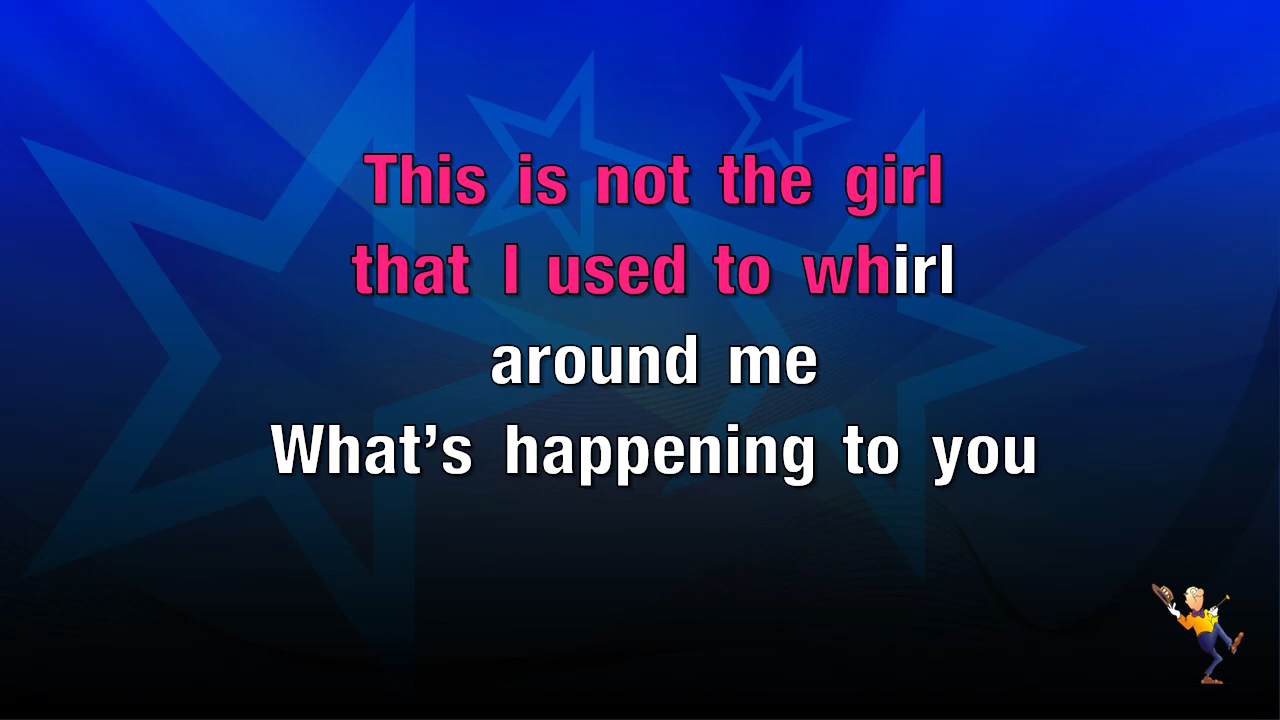 This is not the girl
that I used to whirl
around me
What’s happening to you